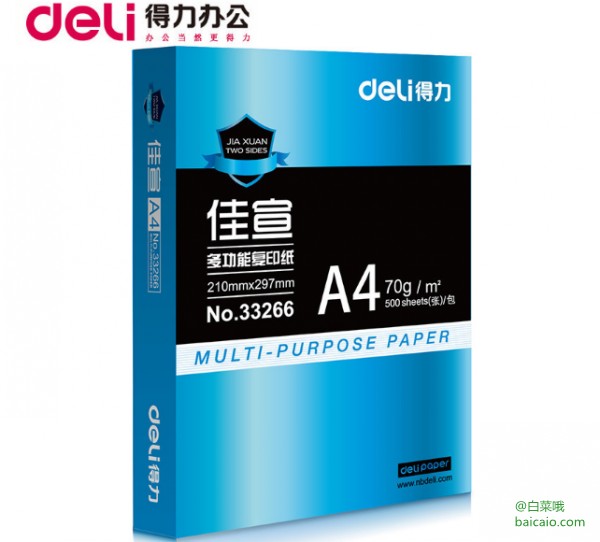 deli 得力办公
办公当然更得力
deli得力
JIA XUAN
TWO SIDES
佳宣
多功能复印纸
210mmx297mm
No.33266
A4 70g/m²
500 sheets(张)/包
MULTI-PURPOSE PAPER
deli paper
www.nbdeli.com
佳宣 A4 No.33266
deli得力
@白菜哦
baicaio.com